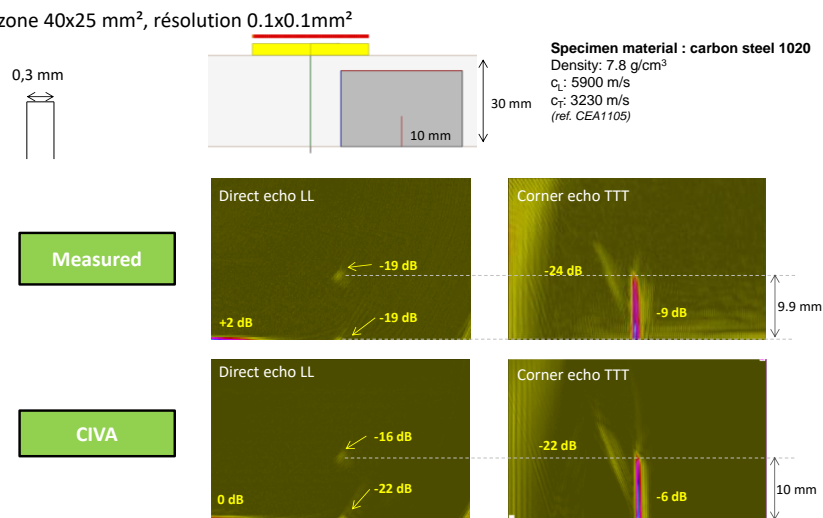 zone 40x25 mm², résolution 0.1x0.1mm²
Specimen material : carbon steel 1020
Density: 7.8 g/cm³
cL: 5900 m/s
cT: 3230 m/s
(ref. CEA1105)
0,3 mm
30 mm
10 mm
Direct echo LL
Corner echo TTT
Measured
-19 dB
-24 dB
+2 dB
-19 dB
-9 dB
9.9 mm
Direct echo LL
Corner echo TTT
CIVA
-16 dB
-22 dB
0 dB
-22 dB
-6 dB
10 mm